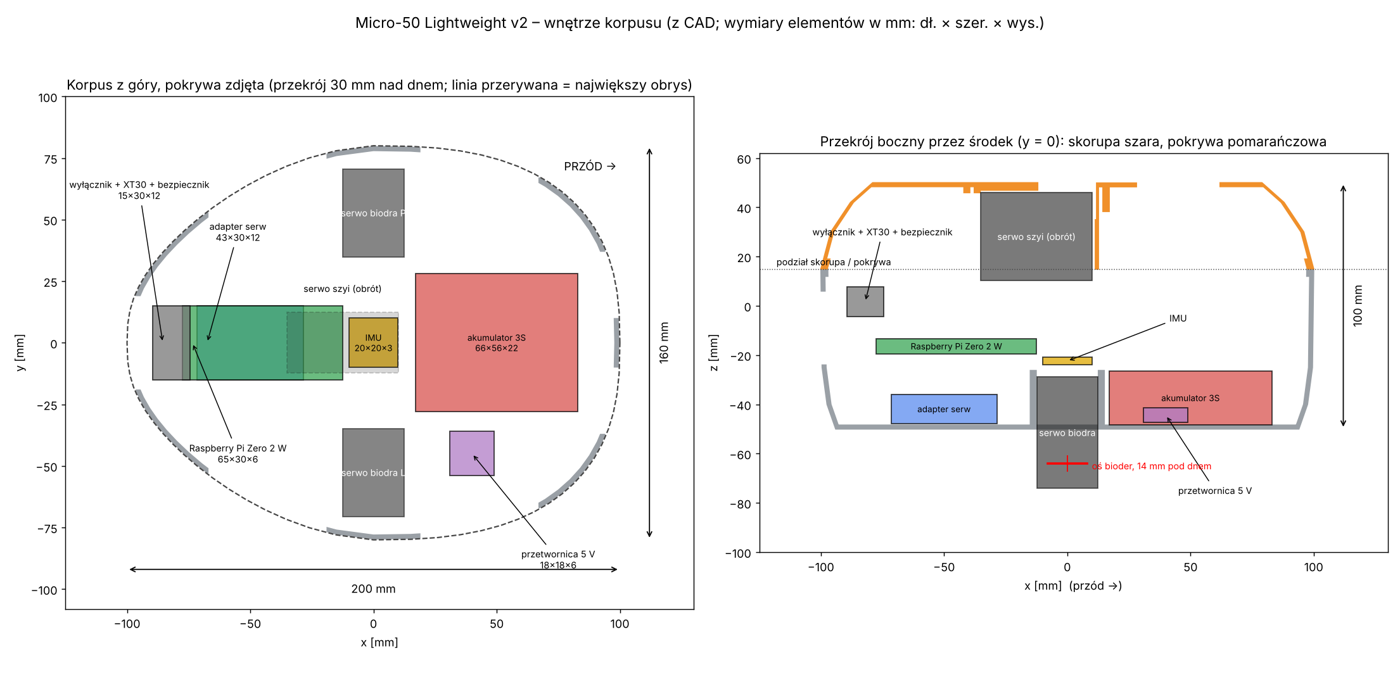 Micro-50 Lightweight v2 – wnętrze korpusu (z CAD; wymiary elementów w mm: dł. × szer. × wys.)
Korpus z góry, pokrywa zdjęta (przekrój 30 mm nad dnem; linia przerywana = największy obrys)
100
75
50
25
0
−25
−50
−75
−100
y [mm]
PRZÓD →
wyłącznik + XT30 + bezpiecznik
15×30×12
adapter serw
43×30×12
serwo biodra P
serwo szyi (obrót)
IMU
20×20×3
akumulator 3S
66×56×22
160 mm
Raspberry Pi Zero 2 W
65×30×6
serwo biodra L
przetwornica 5 V
18×18×6
200 mm
−100
−50
0
50
100
x [mm]
Przekrój boczny przez środek (y = 0): skorupa szara, pokrywa pomarańczowa
60
40
20
0
−20
−40
−60
−80
−100
z [mm]
wyłącznik + XT30 + bezpiecznik
serwo szyi (obrót)
podział skorupa / pokrywa
IMU
100 mm
Raspberry Pi Zero 2 W
akumulator 3S
adapter serw
serwo biodra
oś bioder, 14 mm pod dnem
przetwornica 5 V
−100
−50
0
50
100
x [mm]  (przód →)